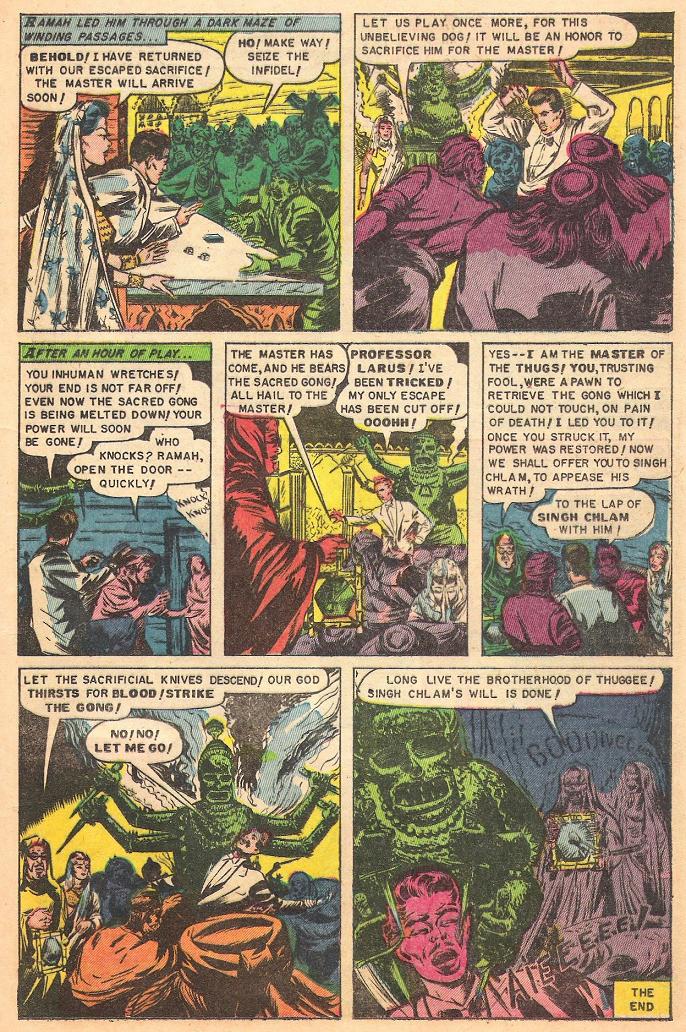 RAMAH LED HIM THROUGH A DARK MAZE OF
WINDING PASSAGES...
BEHOLD! I HAVE RETURNED
WITH OUR ESCAPED SACRIFICE!
THE MASTER WILL ARRIVE
SOON!
HO! MAKE WAY!
SEIZE THE
INFIDEL!
LET US PLAY ONCE MORE, FOR THIS
UNBELIEVING DOG! IT WILL BE AN HONOR TO
SACRIFICE HIM FOR THE MASTER!
AFTER AN HOUR OF PLAY...
YOU INHUMAN WRETCHES!
YOUR END IS NOT FAR OFF!
EVEN NOW THE SACRED GONG
IS BEING MELTED DOWN! YOUR
POWER WILL SOON
BE GONE!
WHO
KNOCKS? RAMAH,
OPEN THE DOOR--
QUICKLY!
KNOCK
KNOCK
THE MASTER HAS
COME, AND HE BEARS
THE SACRED GONG!
ALL HAIL TO THE
MASTER!
PROFESSOR
LARUS! I'VE
BEEN TRICKED!
MY ONLY ESCAPE
HAS BEEN CUT OFF!
OOOHH!
YES--I AM THE MASTER OF
THE THUGS! YOU, TRUSTING
FOOL, WERE A PAWN TO
RETRIEVE THE GONG WHICH I
COULD NOT TOUCH, ON PAIN
OF DEATH! I LED YOU TO IT!
ONCE YOU STRUCK IT, MY
POWER WAS RESTORED! NOW
WE SHALL OFFER YOU TO SINGH
CHLAM, TO APPEASE HIS
WRATH!
TO THE LAP OF
SINGH CHLAM
WITH HIM!
LET THE SACRIFICIAL KNIVES DESCEND! OUR GOD
THIRSTS FOR BLOOD! STRIKE
THE GONG!
NO! NO!
LET ME GO!
LONG LIVE THE BROTHERHOOD OF THUGGEE!
SINGH CHLAM'S WILL IS DONE!
THE
END